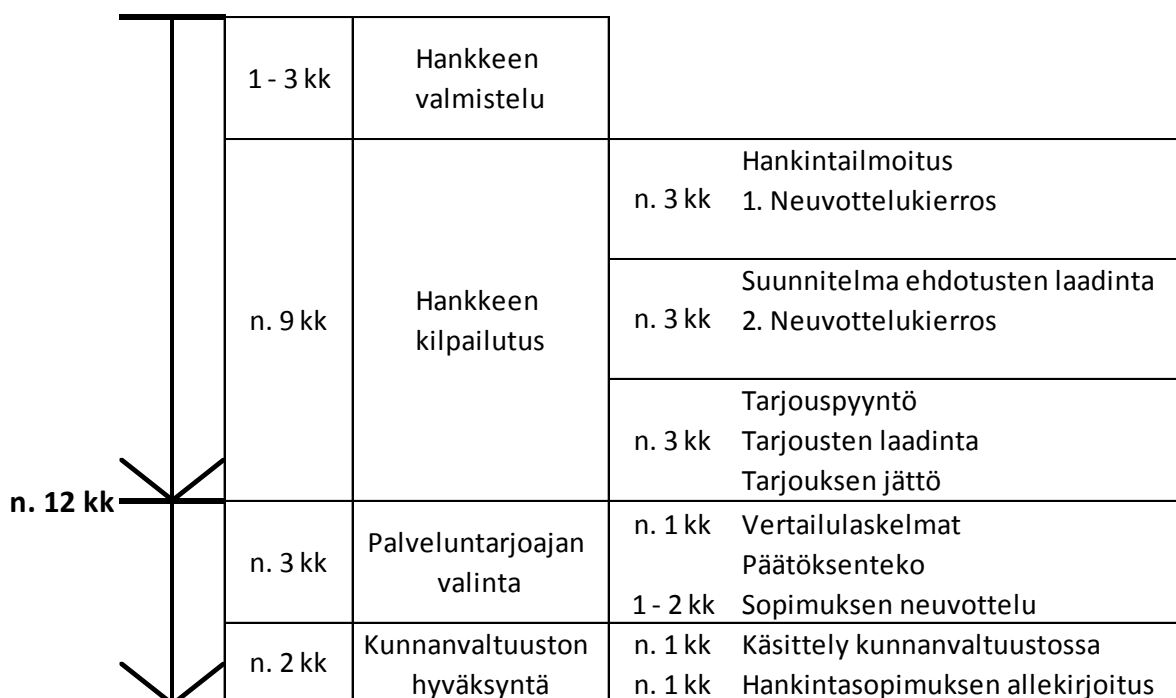 1 - 3 kk
Hankkeen
valmistelu
n. 9 kk
Hankkeen
kilpailutus
n. 3 kk
Hankintailmoitus
1. Neuvottelukierros
n. 3 kk
Suunnitelma ehdotusten laadinta
2. Neuvottelukierros
n. 3 kk
Tarjouspyyntö
Tarjousten laadinta
Tarjouksen jättö
n. 12 kk
n. 3 kk
Palveluntarjoajan
valinta
n. 1 kk Vertailulaskelmat
Päätöksenteko
1 - 2 kk Sopimuksen neuvottelu
n. 2 kk
Kunnanvaltuuston
hyväksyntä
n. 1 kk Käsittely kunnanvaltuustossa
n. 1 kk Hankintasopimuksen allekirjoitus